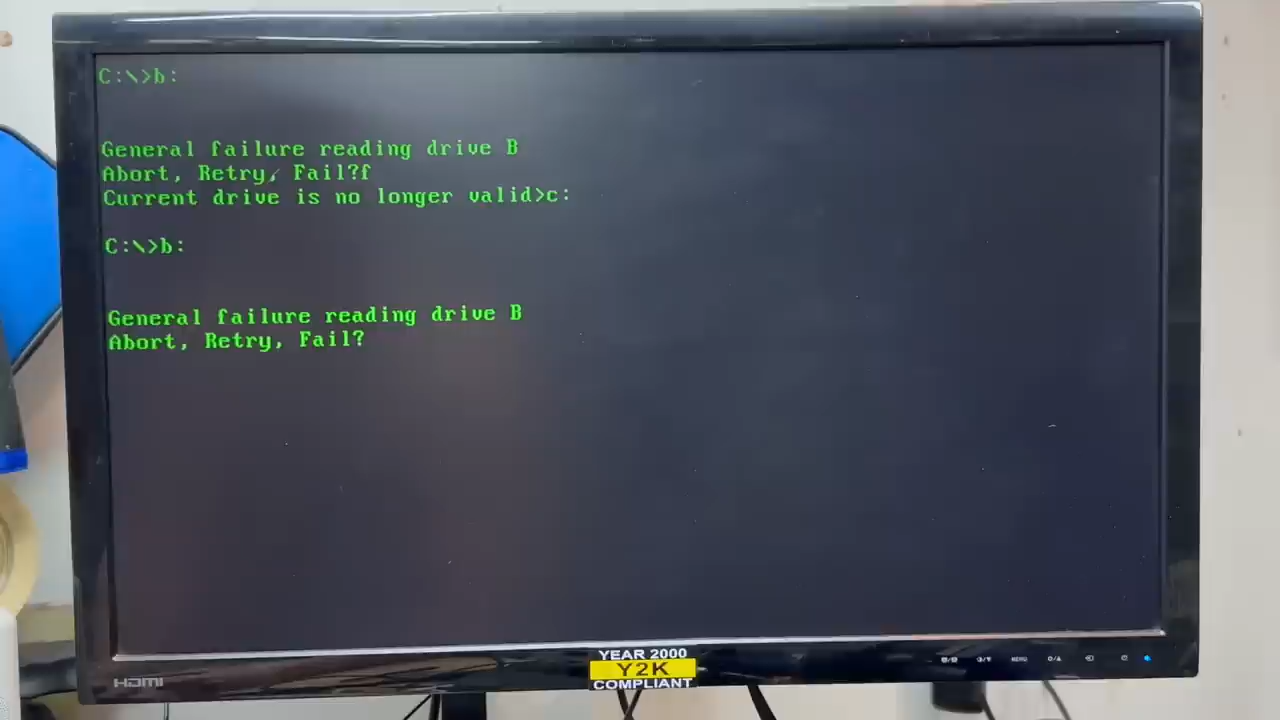 C:\>b:
General failure reading drive B
Abort, Retry, Fail?f
Current drive is no longer valid>c:
C:\>b:
General failure reading drive B
Abort, Retry, Fail?
YEAR 2000
Y2K
COMPLIANT
HDMI
MENU